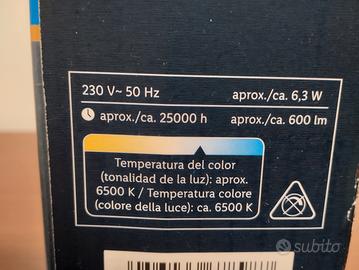 230 V~ 50 Hz aprox./ca. 6,3 W
aprox./ca. 25000 h aprox./ca. 600 lm
Temperatura del color
(tonalidad de la luz): aprox.
6500 K / Temperatura colore
(colore della luce): ca. 6500 K
subito